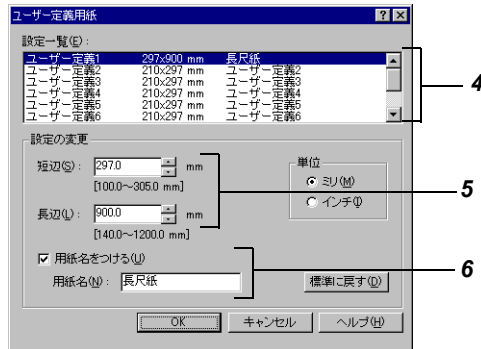 ユーザー定義用紙
設定一覧(E):
ユーザー定義1 297x900 mm 長尺紙
ユーザー定義2 210x297 mm ユーザー定義2
ユーザー定義3 210x297 mm ユーザー定義3
ユーザー定義4 210x297 mm ユーザー定義4
ユーザー定義5 210x297 mm ユーザー定義5
ユーザー定義6 210x297 mm ユーザー定義6
4
設定の変更
短辺(S): 297.0 mm
[100.0～305.0 mm]
長辺(L): 900.0 mm
[140.0～1200.0 mm]
単位
ミリ(M)
インチ(I)
5
用紙名をつける(U)
用紙名(N): 長尺紙
6
標準に戻す(D)
OK キャンセル ヘルプ(H)